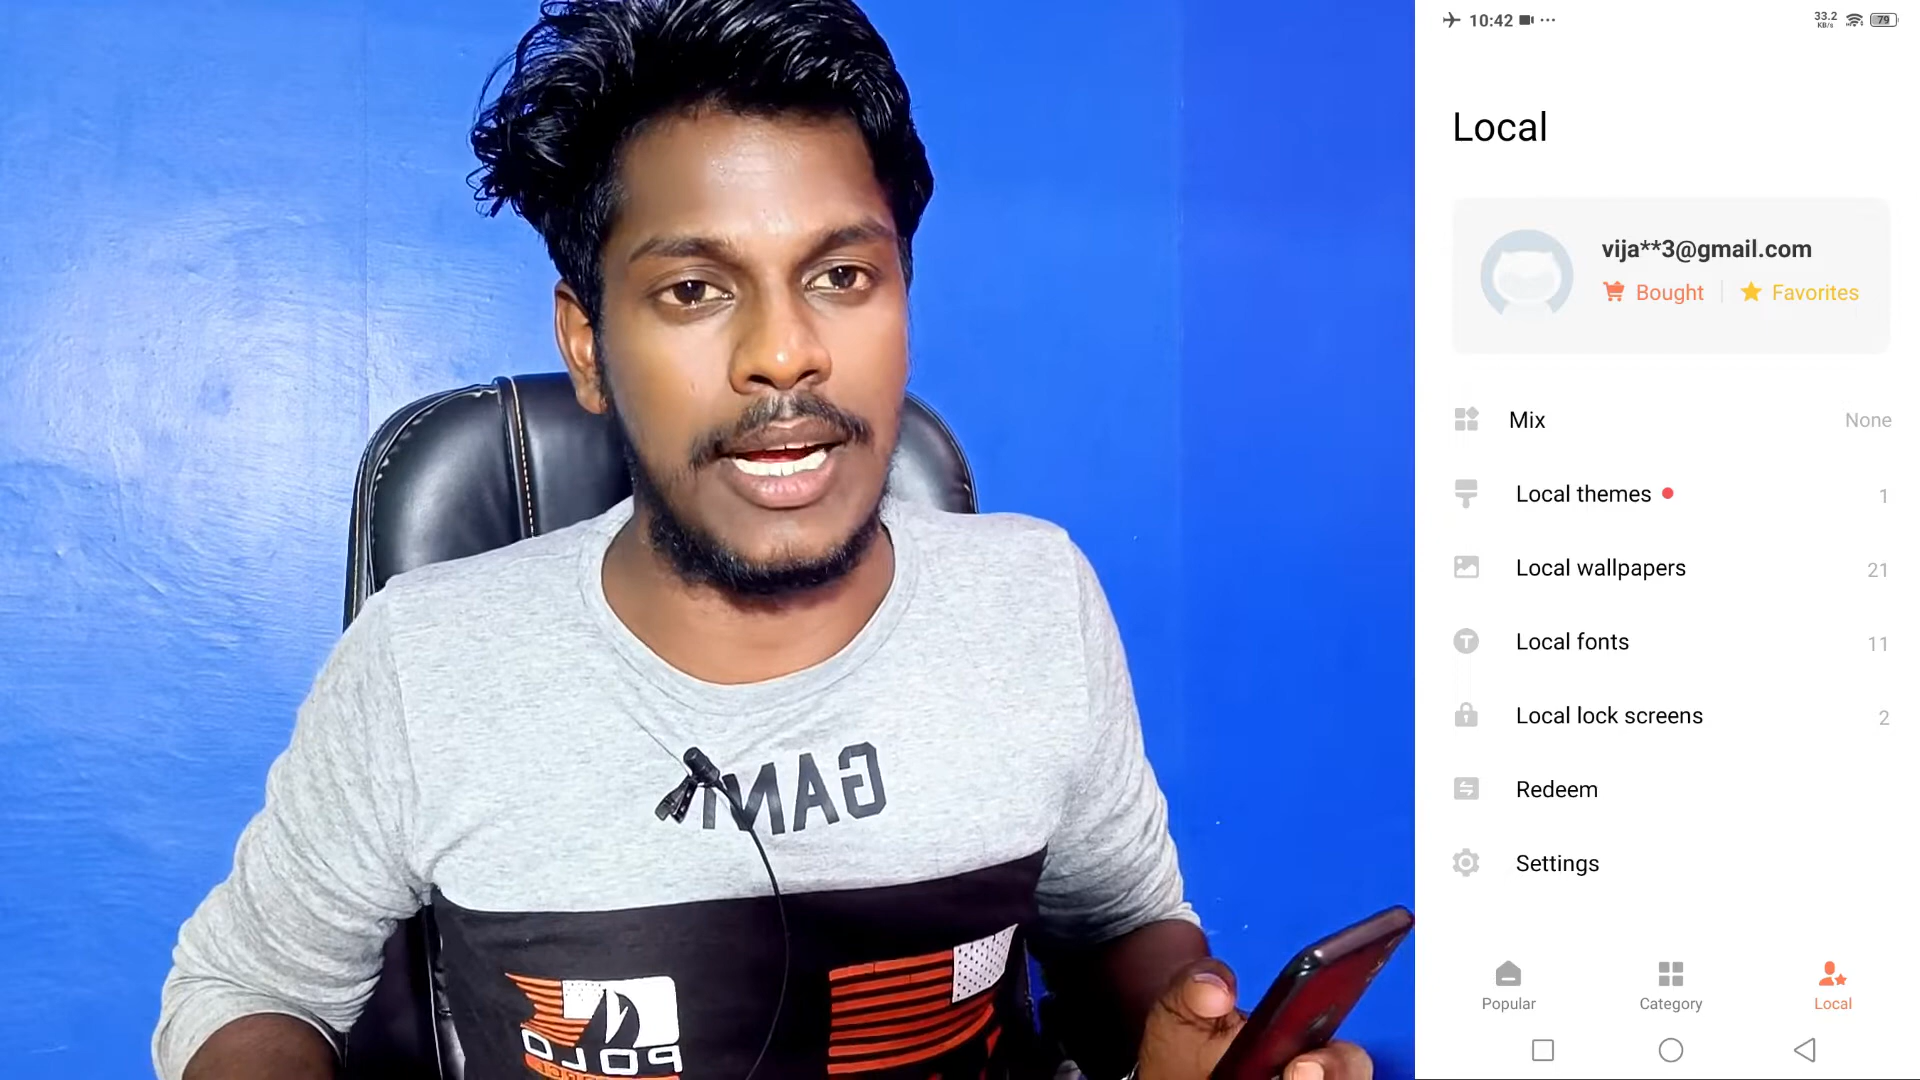 10:42
33.2
KB/s
79
Local
vija**3@gmail.com
Bought
Favorites
Mix
None
Local themes
1
Local wallpapers
21
Local fonts
11
Local lock screens
2
Redeem
Settings
Popular
Category
Local
POLO